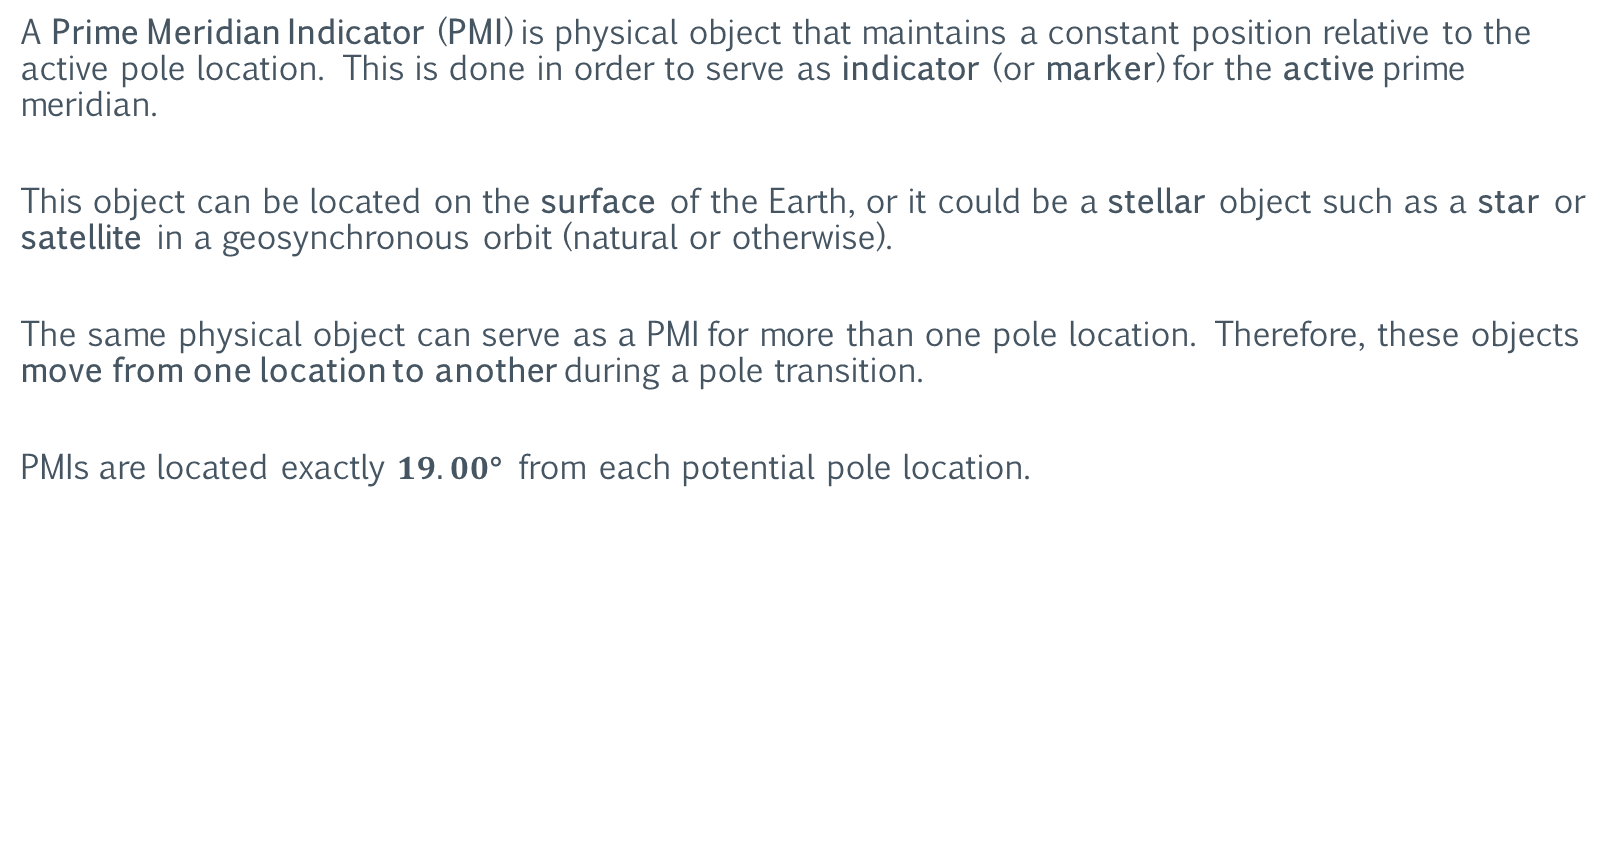 A Prime Meridian Indicator (PMI) is physical object that maintains a constant position relative to the
active pole location. This is done in order to serve as indicator (or marker) for the active prime
meridian.
This object can be located on the surface of the Earth, or it could be a stellar object such as a star or
satellite in a geosynchronous orbit (natural or otherwise).
The same physical object can serve as a PMI for more than one pole location. Therefore, these objects
move from one location to another during a pole transition.
PMIs are located exactly 19.00° from each potential pole location.